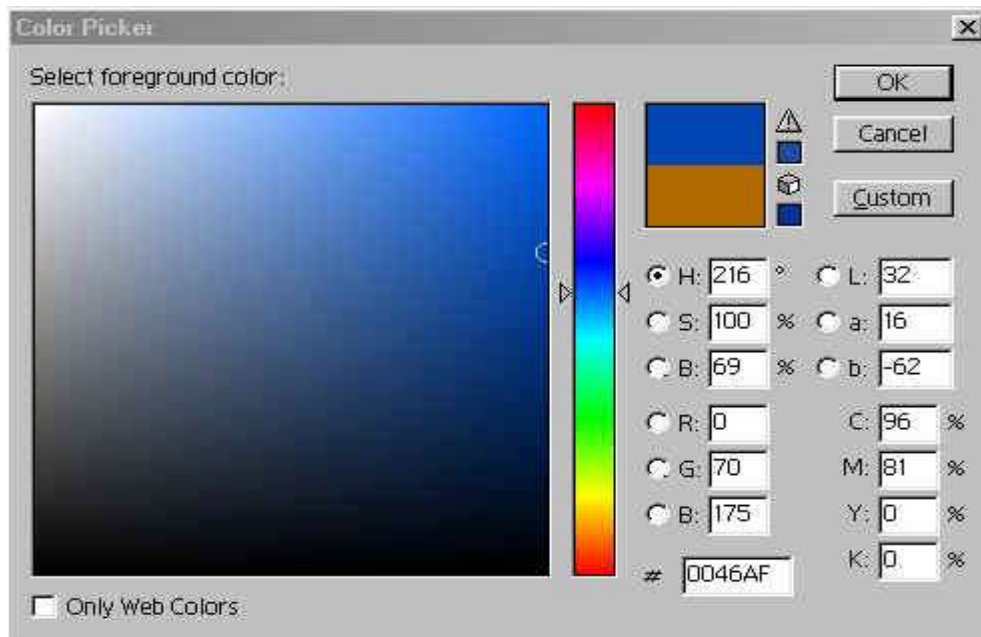 Color Picker
Select foreground color:
OK
Cancel
Custom
H: 216 ° L: 32
S: 100 % a: 16
B: 69 % b: -62
R: 0 C: 96 %
G: 70 M: 81 %
B: 175 Y: 0 %
# 0046AF K: 0 %
Only Web Colors